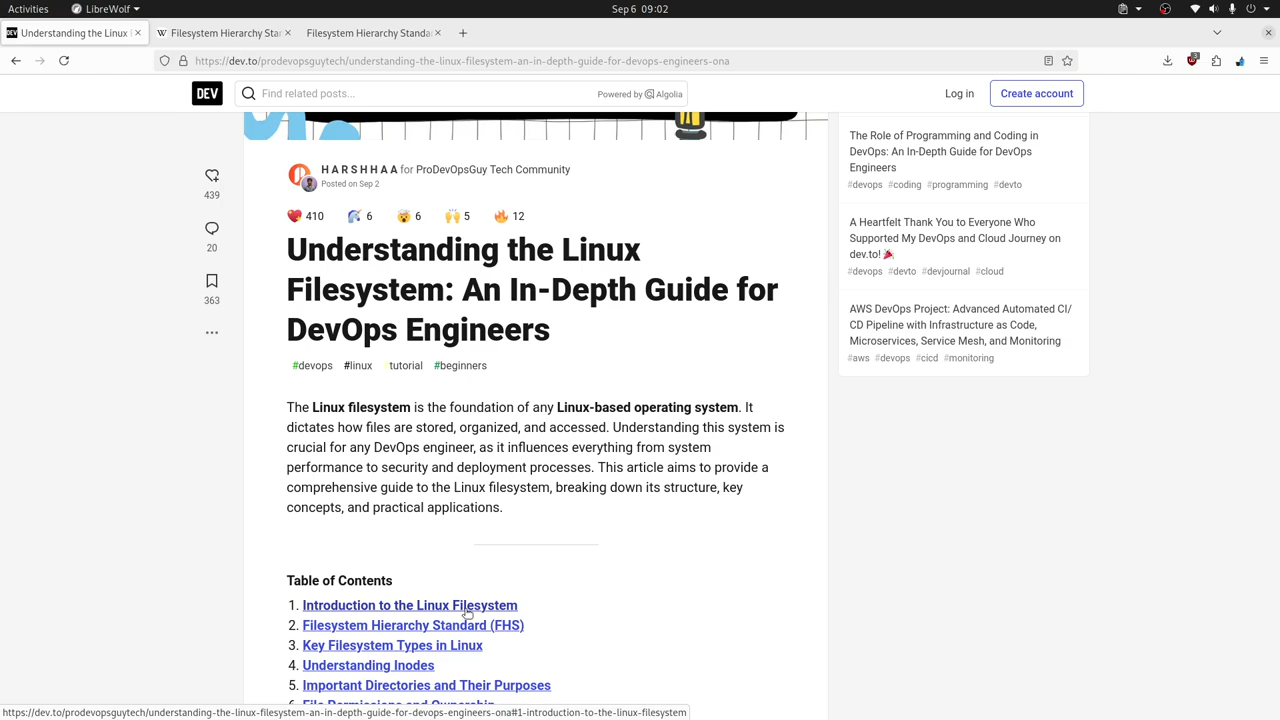 Activities
LibreWolf
Sep 6 09:02
Understanding the Linux
Filesystem Hierarchy Star
Filesystem Hierarchy Standa
https://dev.to/prodevopsguytech/understanding-the-linux-filesystem-an-in-depth-guide-for-devops-engineers-ona
3
DEV
Find related posts...
Powered by Algolia
Log in
Create account
439
20
363
H A R S H H A A for ProDevOpsGuy Tech Community
Posted on Sep 2
410
6
6
5
12
Understanding the Linux
Filesystem: An In-Depth Guide for
DevOps Engineers
#devops #linux #tutorial #beginners
The Linux filesystem is the foundation of any Linux-based operating system. It
dictates how files are stored, organized, and accessed. Understanding this system is
crucial for any DevOps engineer, as it influences everything from system
performance to security and deployment processes. This article aims to provide a
comprehensive guide to the Linux filesystem, breaking down its structure, key
concepts, and practical applications.
Table of Contents
1. Introduction to the Linux Filesystem
2. Filesystem Hierarchy Standard (FHS)
3. Key Filesystem Types in Linux
4. Understanding Inodes
5. Important Directories and Their Purposes
6. File Permissions and Ownership
The Role of Programming and Coding in
DevOps: An In-Depth Guide for DevOps
Engineers
#devops #coding #programming #devto
A Heartfelt Thank You to Everyone Who
Supported My DevOps and Cloud Journey on
dev.to! 🎉
#devops #devto #devjournal #cloud
AWS DevOps Project: Advanced Automated CI/
CD Pipeline with Infrastructure as Code,
Microservices, Service Mesh, and Monitoring
#aws #devops #cicd #monitoring
https://dev.to/prodevopsguytech/understanding-the-linux-filesystem-an-in-depth-guide-for-devops-engineers-ona#1-introduction-to-the-linux-filesystem